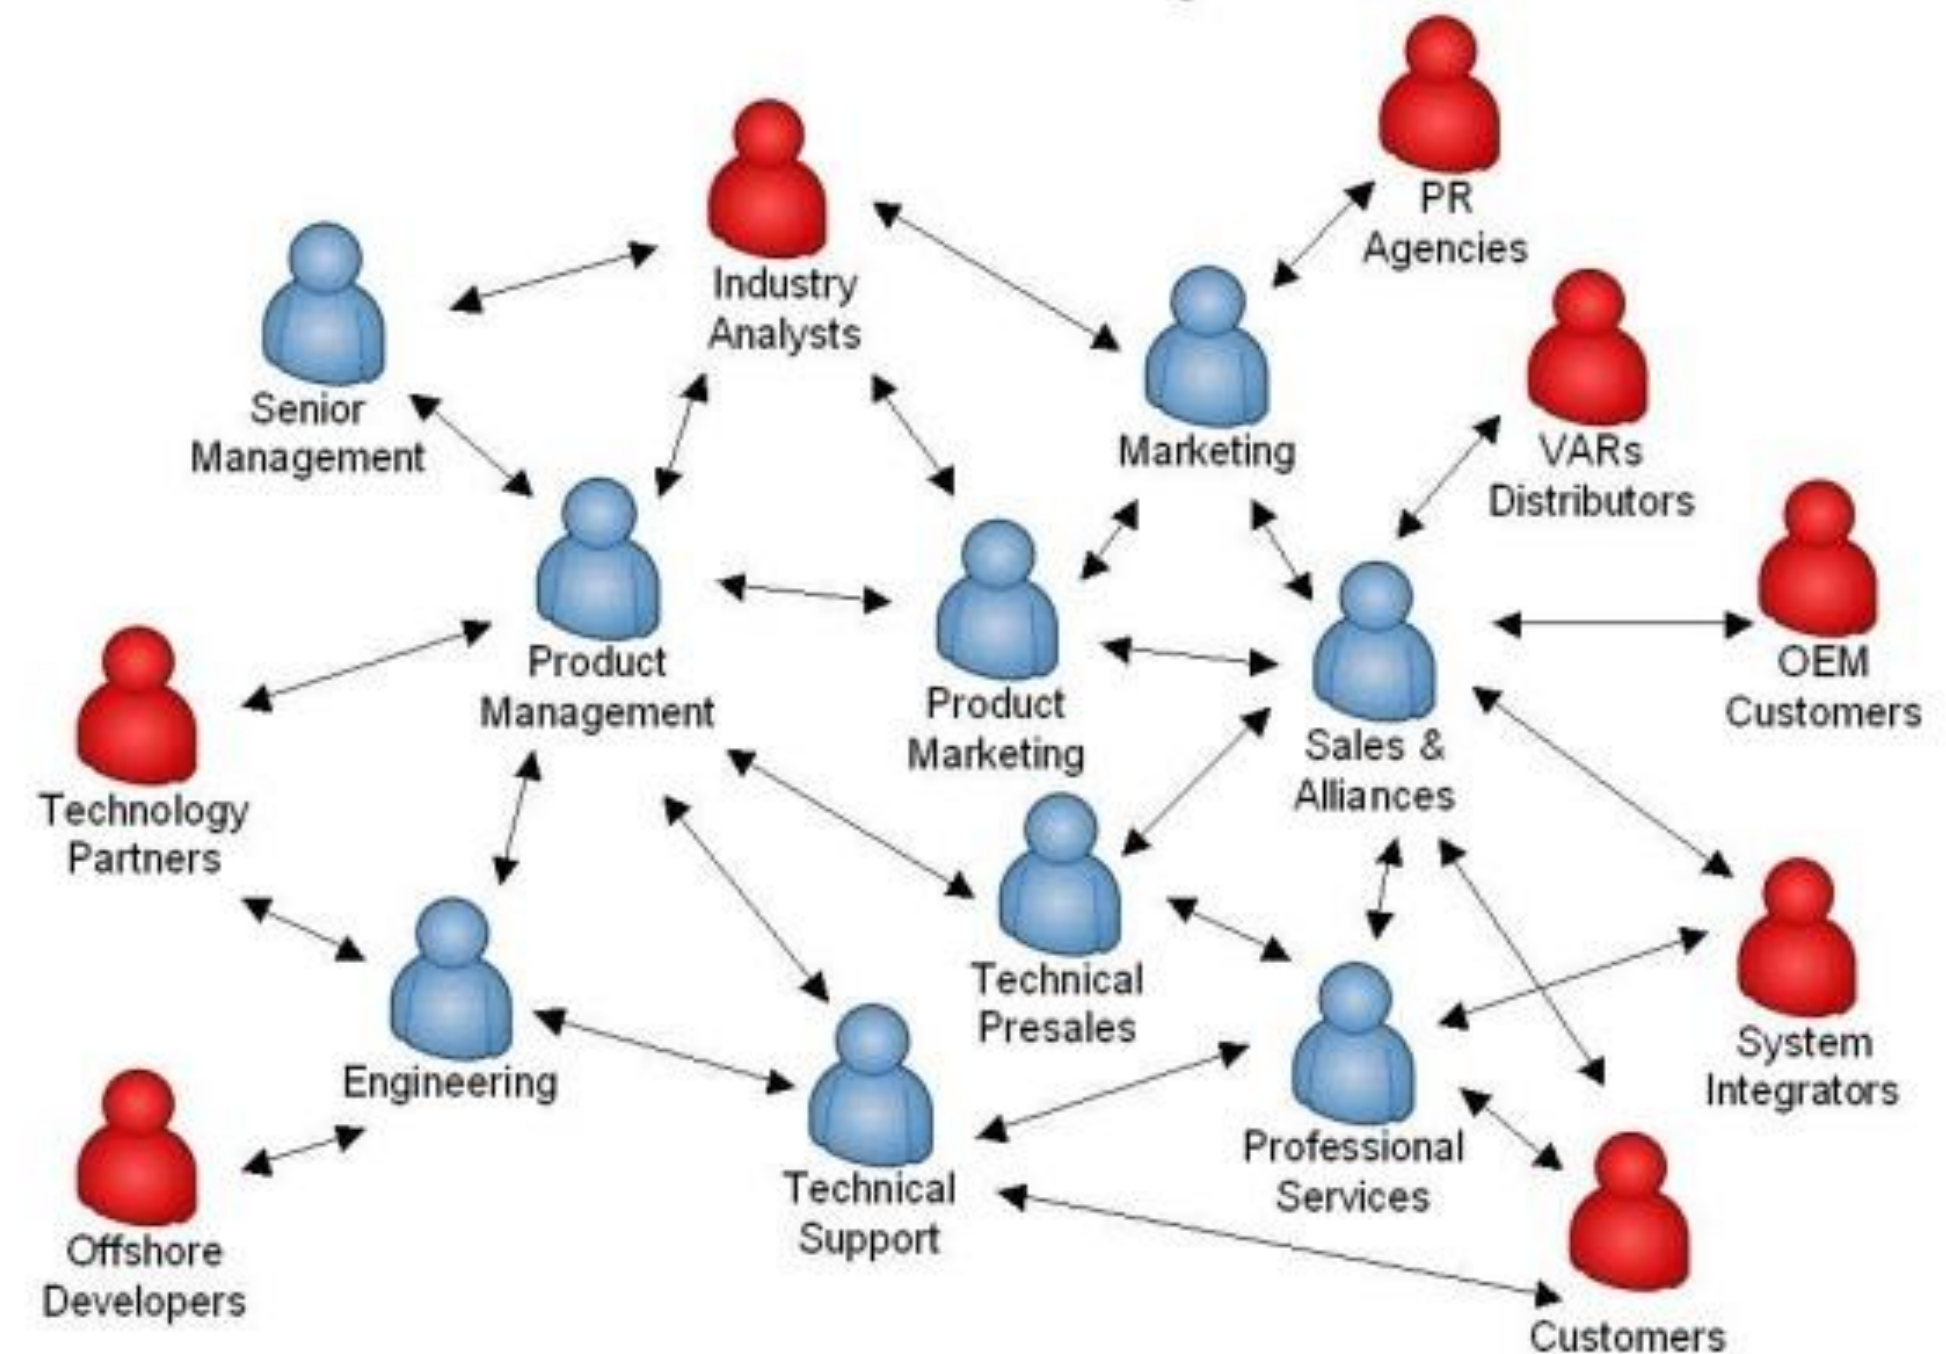 PR
Agencies
Industry
Analysts
Senior
Management
Marketing
VARs
Distributors
Product
Management
OEM
Customers
Product
Marketing
Sales &
Alliances
Technology
Partners
Technical
Presales
System
Integrators
Engineering
Professional
Services
Technical
Support
Offshore
Developers
Customers